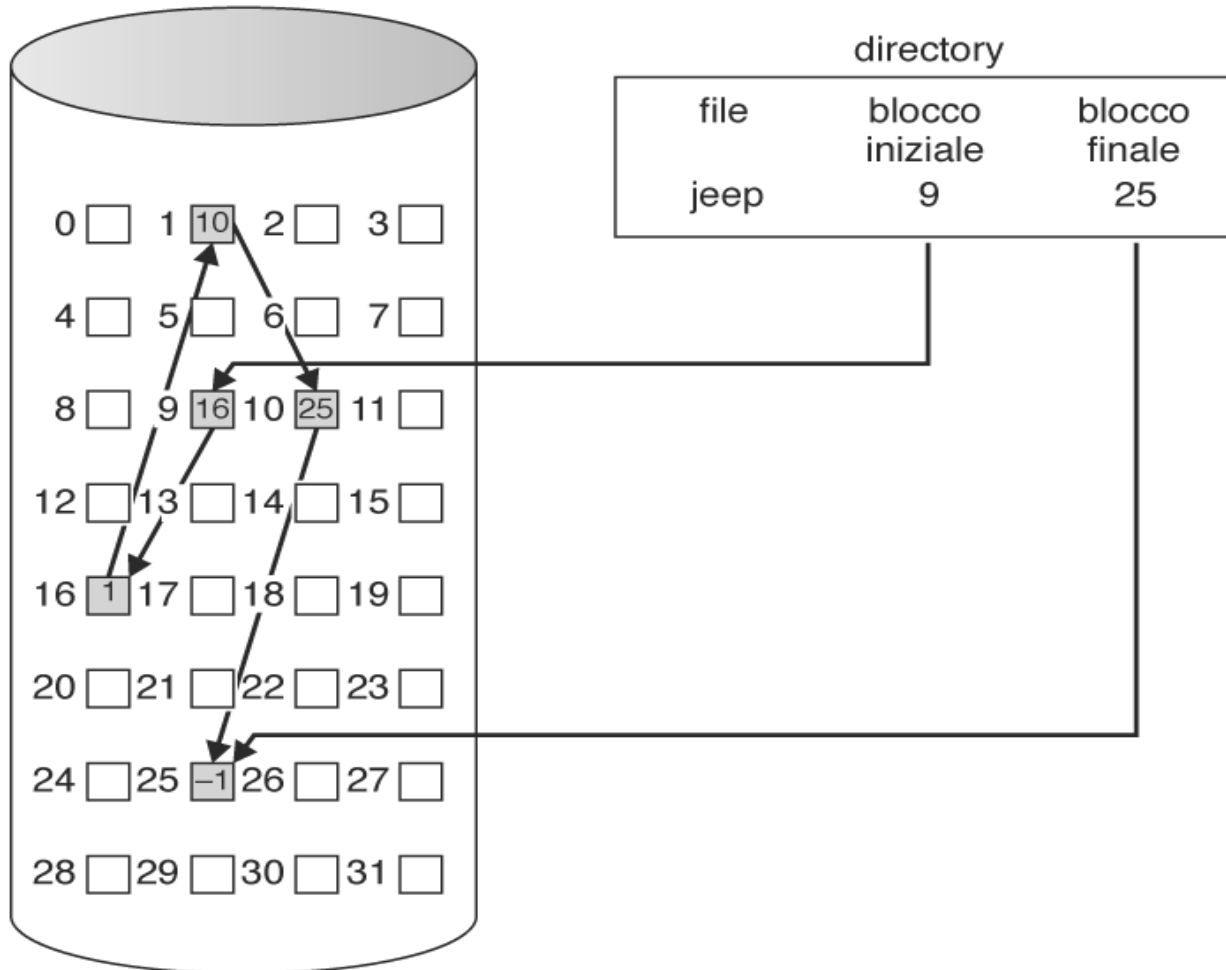 directory
file blocco iniziale blocco finale
jeep 9 25
0 1 10 2 3
4 5 6 7
8 9 16 10 25 11
12 13 14 15
16 1 17 18 19
20 21 22 23
24 25 –1 26 27
28 29 30 31